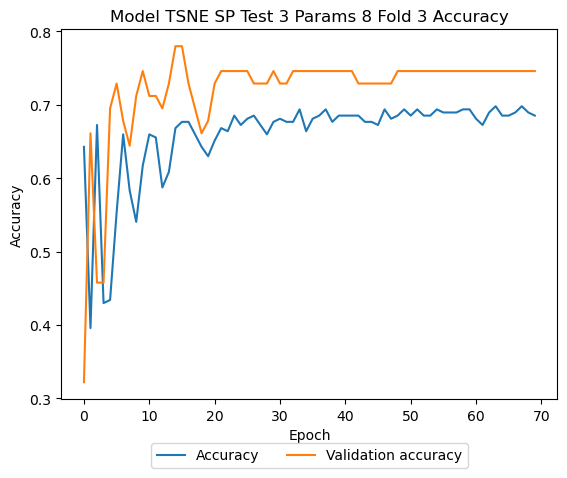 Model TSNE SP Test 3 Params 8 Fold 3 Accuracy
0.8
0.7
0.6
0.5
0.4
0.3
Accuracy
0 10 20 30 40 50 60 70
Epoch
Accuracy Validation accuracy